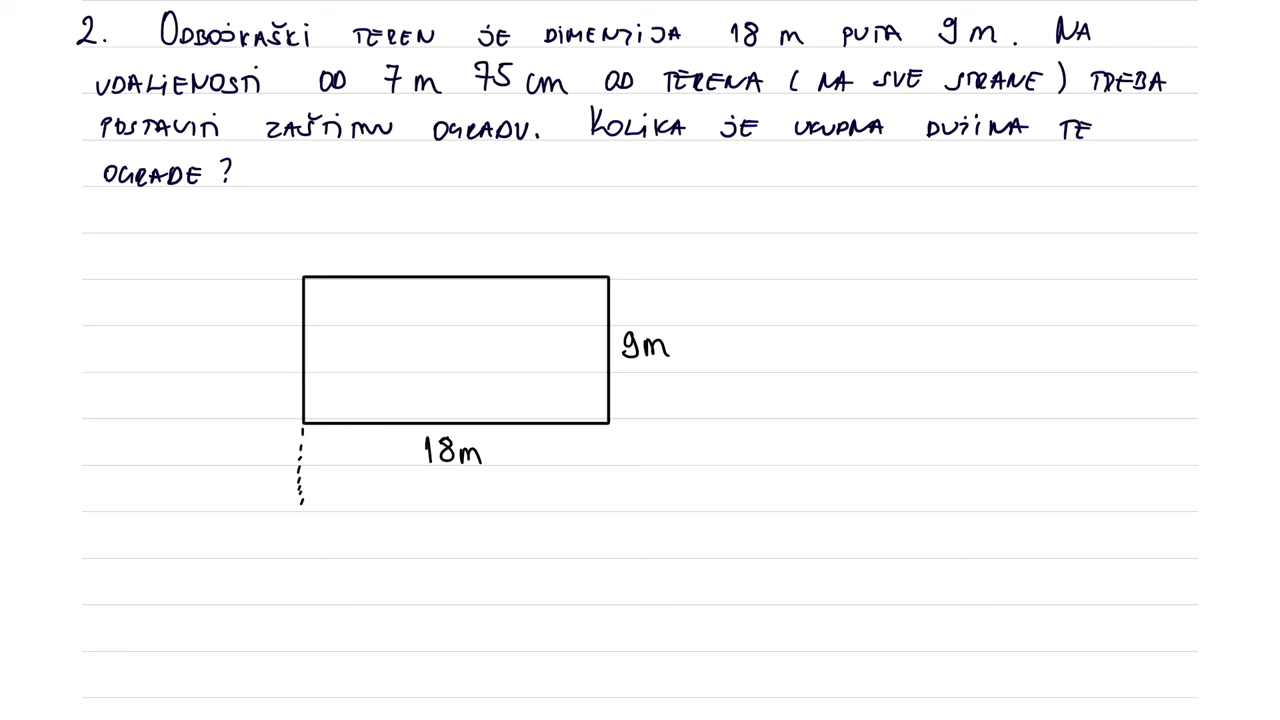 2. ODBOJKAŠKI TEREN JE DIMENZIJA 18 m PUTA 9 m. NA
UDALJENOSTI OD 7 m 75 cm OD TERENA (NA SVE STRANE) TREBA
POSTAVITI ZAŠTITNU OGRADU. KOLIKA JE UKUPNA DUŽINA TE
OGRADE?
9m
18m